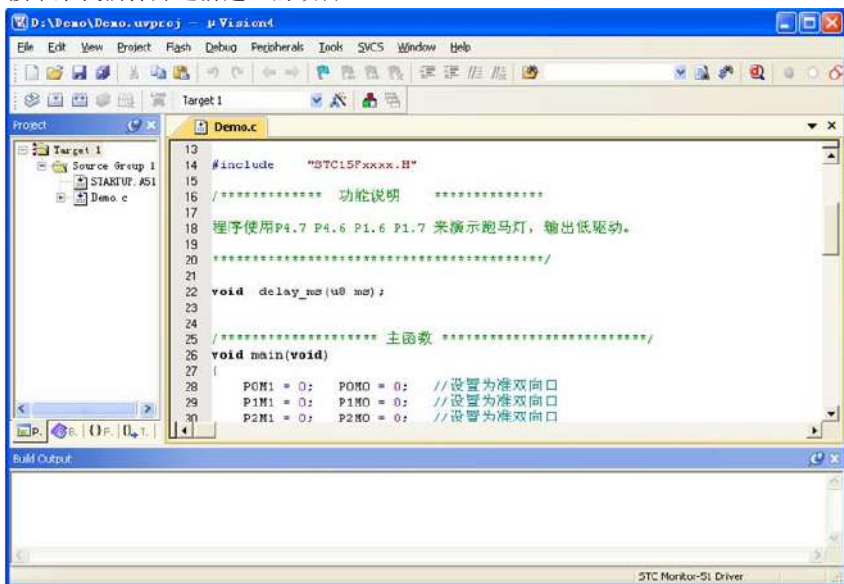 D:\Demo\Demo.uvproj - µVision4
File Edit View Project Flash Debug Peripherals Tools SVCS Window Help
Target 1
Project
Demo.c
Target 1
Source Group 1
STARTUP.A51
Demo.c
13
14 #include "STC15Fxxxx.H"
15
16 /************* 功能说明 **************
17
18 程序使用P4.7 P4.6 P1.6 P1.7 来演示跑马灯，输出低驱动。
19
20 ******************************************/
21
22 void delay_ms(u8 ms);
23
24
25 /******************** 主函数 **************************/
26 void main(void)
27 {
28 P0M1 = 0; P0M0 = 0; //设置为准双向口
29 P1M1 = 0; P1M0 = 0; //设置为准双向口
30 P2M1 = 0; P2M0 = 0; //设置为准双向口
P. B. {} F. 0. T.
Build Output
STC Monitor-51 Driver